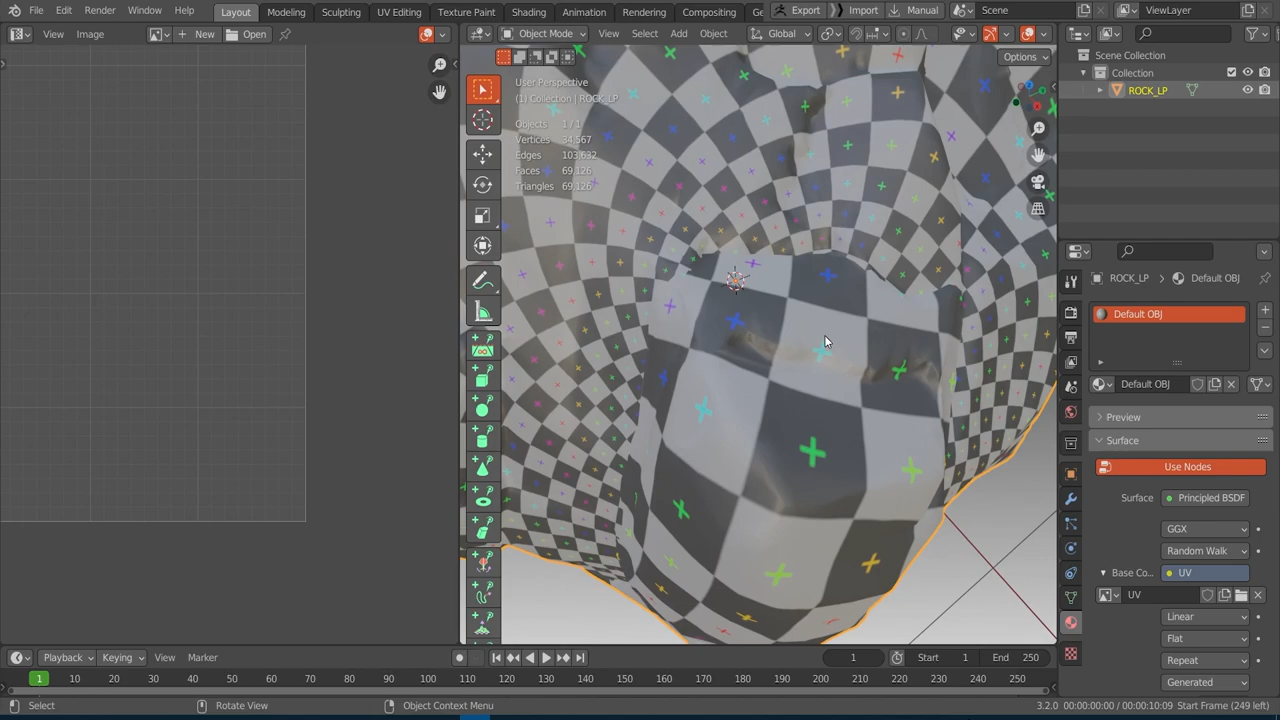 File Edit Render Window Help Layout Modeling Sculpting UV Editing Texture Paint Shading Animation Rendering Compositing Ge Export Import Manual Scene ViewLayer
View Image New Open Object Mode View Select Add Object Global
Options
User Perspective
(1) Collection | ROCK_LP
Objects 1 / 1
Vertices 34,567
Edges 103,632
Faces 69,126
Triangles 69,126
Scene Collection
Collection
ROCK_LP
ROCK_LP Default OBJ
Default OBJ
Default OBJ
Preview
Surface
Use Nodes
Surface Principled BSDF
GGX
Random Walk
Base Co... UV
UV
Linear
Flat
Repeat
Generated
Playback Keying View Marker 1 Start 1 End 250
1 10 20 30 40 50 60 70 80 90 100 110 120 130 140 150 160 170 180 190 200 210 220 230 240 250
Select Rotate View Object Context Menu 3.2.0 00:00:00:00 / 00:00:10:09 Start Frame (249 left)